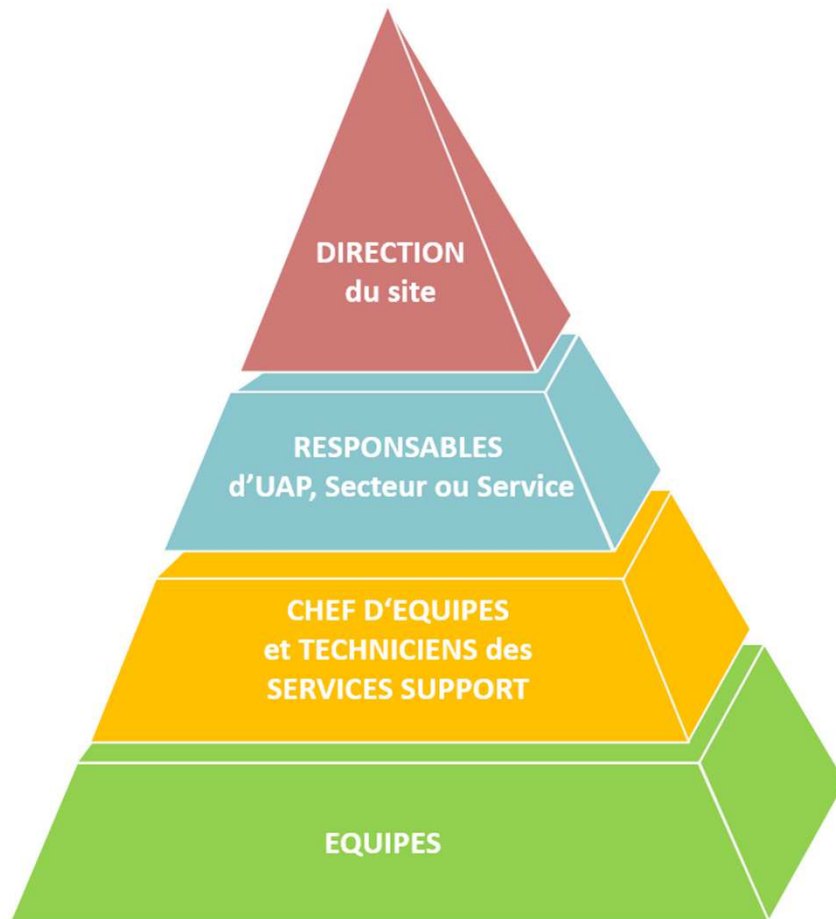 DIRECTION
du site
RESPONSABLES
d’UAP, Secteur ou Service
CHEF D‘EQUIPES
et TECHNICIENS des
SERVICES SUPPORT
EQUIPES